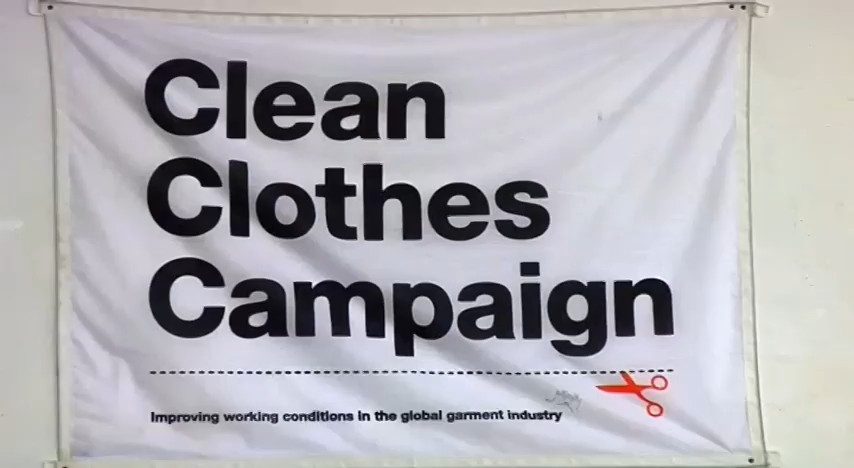 Clean
Clothes
Campaign
Improving working conditions in the global garment industry